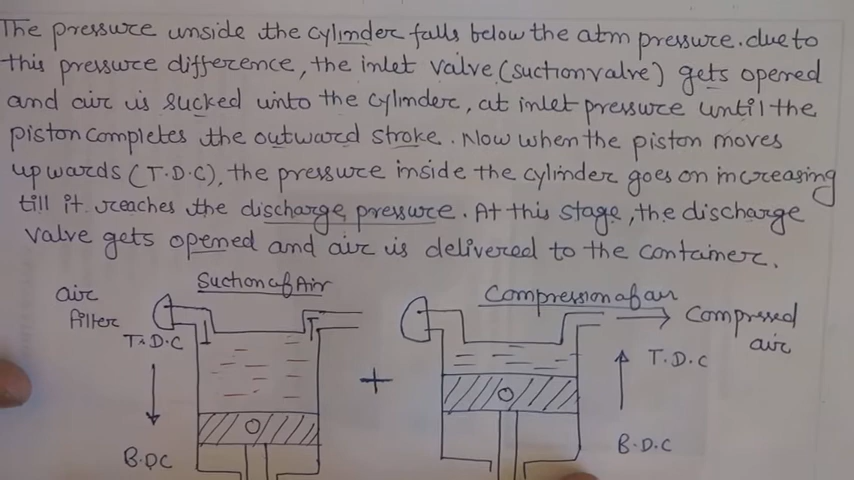 The pressure inside the cylinder falls below the atm pressure. due to
this pressure difference, the inlet valve (suction valve) gets opened
and air is sucked into the cylinder, at inlet pressure until the
piston completes the outward stroke. Now when the piston moves
upwards (T.D.C), the pressure inside the cylinder goes on increasing
till it reaches the discharge pressure. At this stage, the discharge
valve gets opened and air is delivered to the container.
Suction of Air
air
filter
T.D.C
B.DC
+
Compression of air
Compressed
air
T.D.C
B.D.C